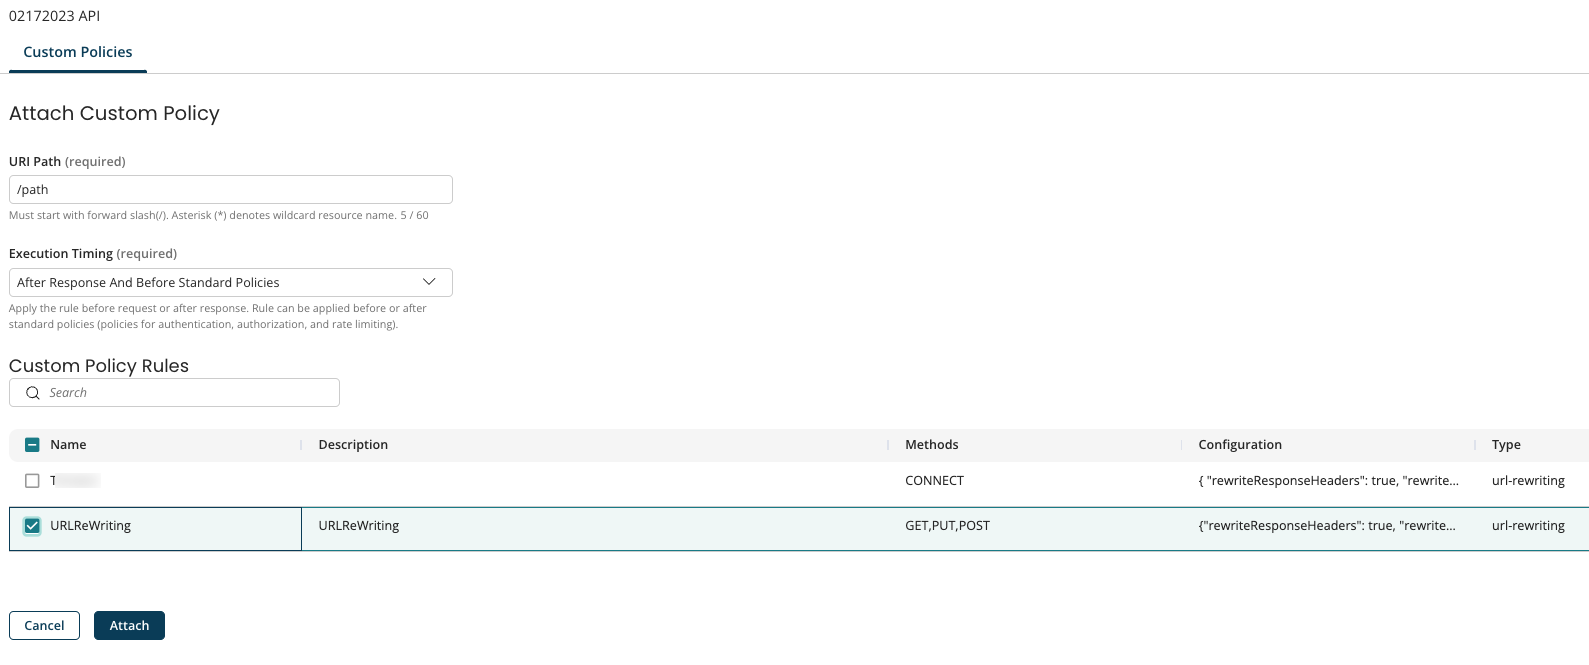 02172023 API
Custom Policies
Attach Custom Policy
URI Path (required)
/path
Must start with forward slash(/). Asterisk (*) denotes wildcard resource name. 5 / 60
Execution Timing (required)
After Response And Before Standard Policies
Apply the rule before request or after response. Rule can be applied before or after
standard policies (policies for authentication, authorization, and rate limiting).
Custom Policy Rules
Search
Name Description Methods Configuration Type
CONNECT { "rewriteResponseHeaders": true, "rewrite... url-rewriting
URLReWriting URLReWriting GET,PUT,POST {"rewriteResponseHeaders": true, "rewrite... url-rewriting
Cancel Attach